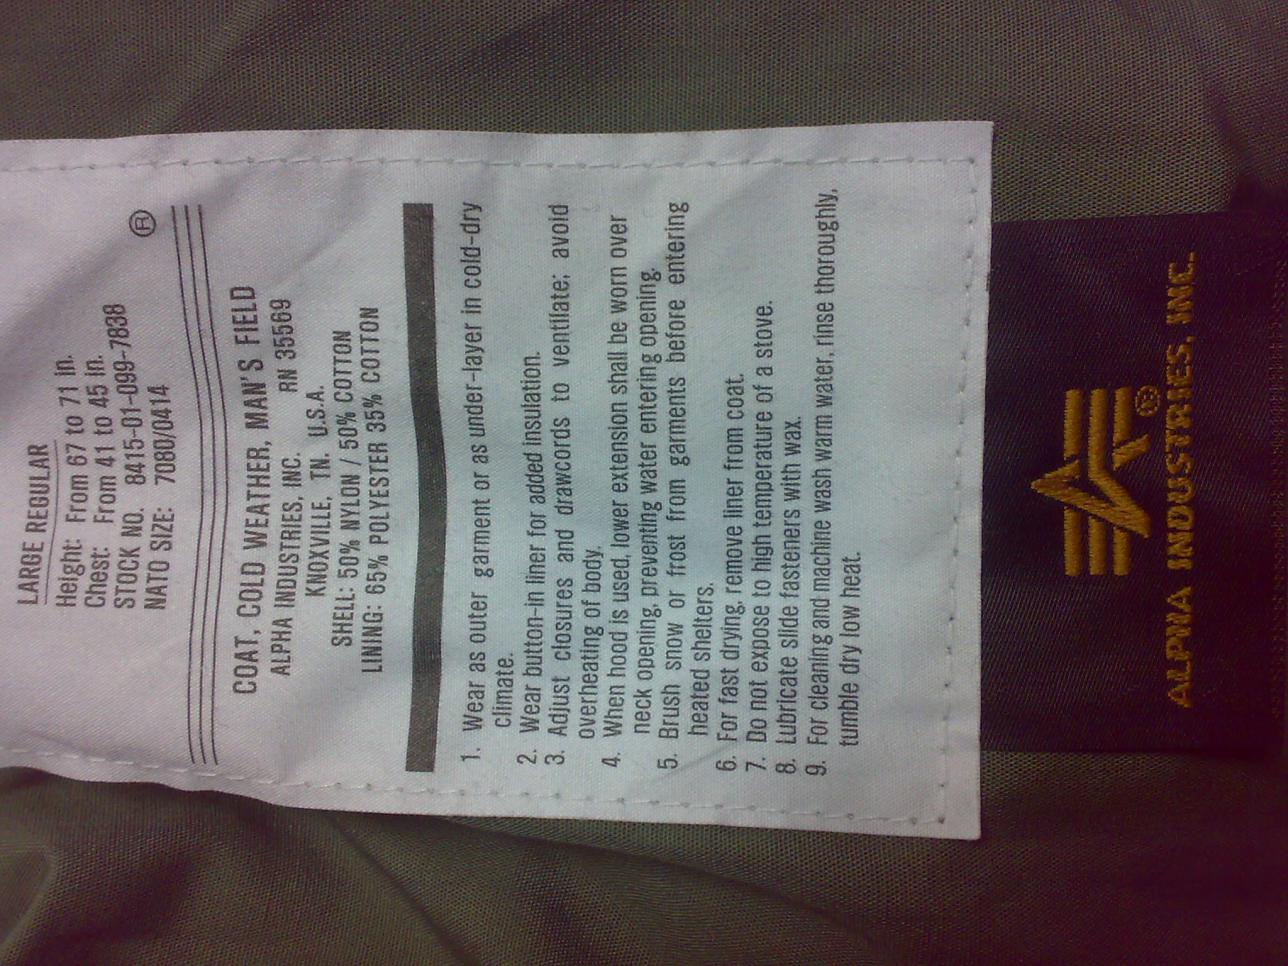 LARGE REGULAR
Height: From 67 to 71 in.
Chest: From 41 to 45 in.
STOCK NO. 8415-01-099-7838
NATO SIZE: 7080/0414
®
COAT, COLD WEATHER, MAN'S FIELD
ALPHA INDUSTRIES, INC. RN 35569
KNOXVILLE, TN. U.S.A.
SHELL: 50% NYLON / 50% COTTON
LINING: 65% POLYESTER 35% COTTON
1. Wear as outer garment or as under-layer in cold-dry
climate.
2. Wear button-in liner for added insulation.
3. Adjust closures and drawcords to ventilate; avoid
overheating of body.
4. When hood is used, lower extension shall be worn over
neck opening, preventing water entering opening.
5. Brush snow or frost from garments before entering
heated shelters.
6. For fast drying, remove liner from coat.
7. Do not expose to high temperature of a stove.
8. Lubricate slide fasteners with wax.
9. For cleaning and machine wash warm water, rinse thoroughly,
tumble dry low heat.
®
ALPHA INDUSTRIES, INC.